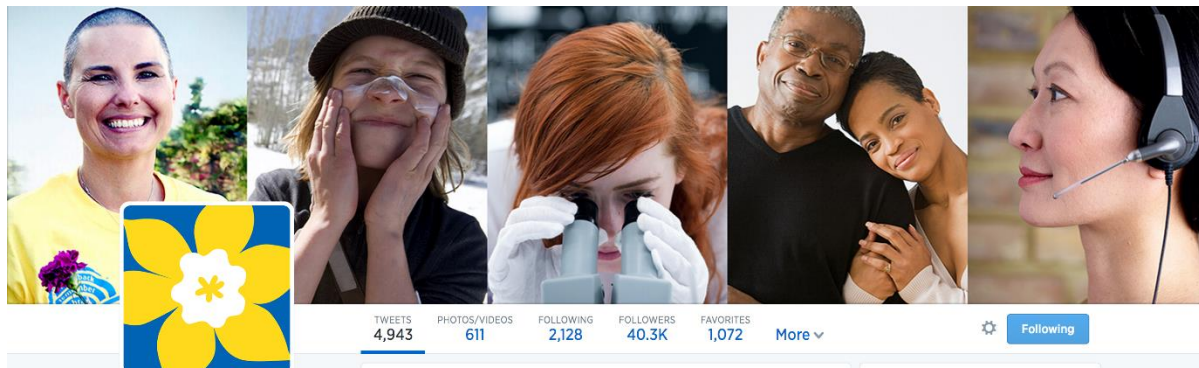 TWEETS PHOTOS/VIDEOS FOLLOWING FOLLOWERS FAVORITES
4,943 611 2,128 40.3K 1,072 More Following